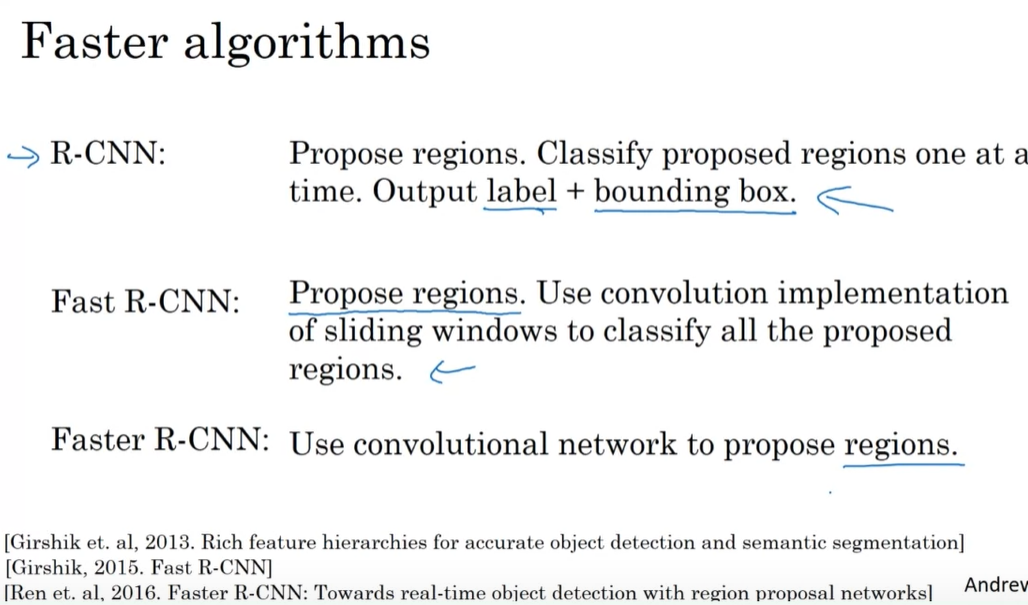 Faster algorithms
R-CNN: Propose regions. Classify proposed regions one at a
time. Output label + bounding box.
Fast R-CNN: Propose regions. Use convolution implementation
of sliding windows to classify all the proposed
regions.
Faster R-CNN: Use convolutional network to propose regions.
[Girshik et. al, 2013. Rich feature hierarchies for accurate object detection and semantic segmentation]
[Girshik, 2015. Fast R-CNN]
[Ren et. al, 2016. Faster R-CNN: Towards real-time object detection with region proposal networks]
Andrew